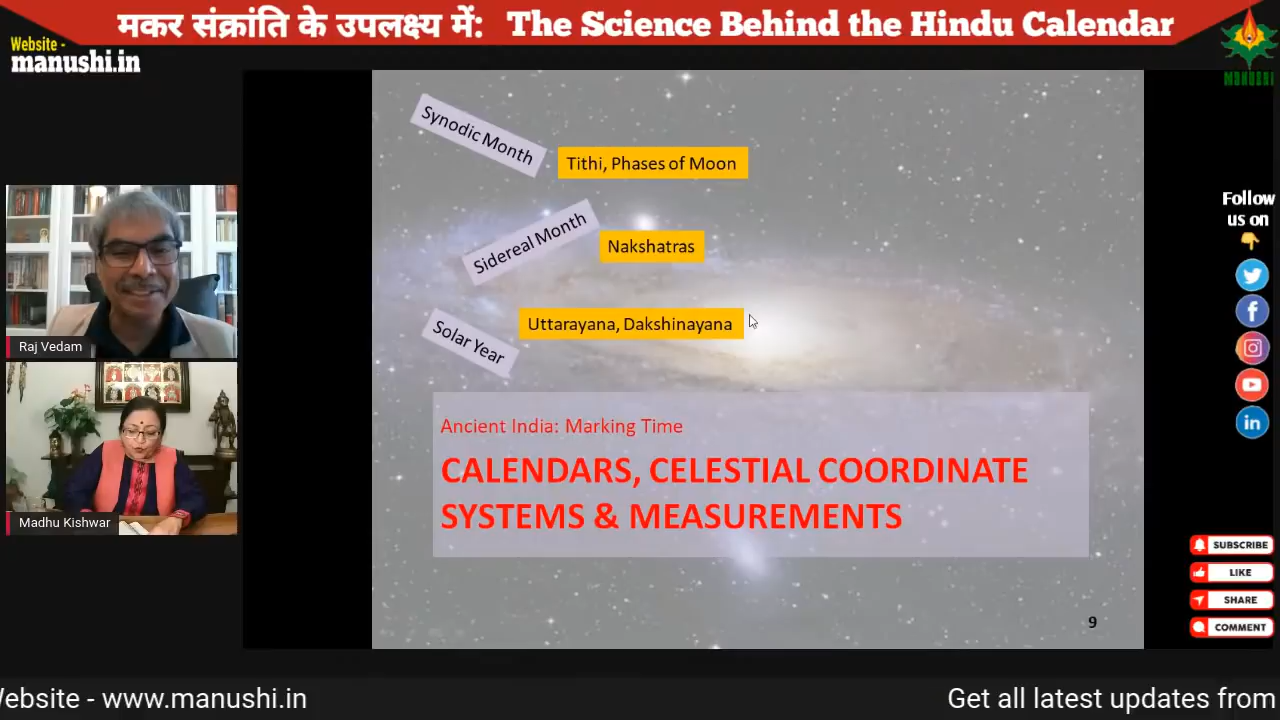 मकर संक्रांति के उपलक्ष्य में: The Science Behind the Hindu Calendar
Website -
manushi.in
MANUSHI
Synodic Month
Tithi, Phases of Moon
Sidereal Month
Nakshatras
Solar Year
Uttarayana, Dakshinayana
Ancient India: Marking Time
CALENDARS, CELESTIAL COORDINATE
SYSTEMS & MEASUREMENTS
9
Raj Vedam
Madhu Kishwar
Follow
us on
SUBSCRIBE
LIKE
SHARE
COMMENT
Website - www.manushi.in
Get all latest updates from